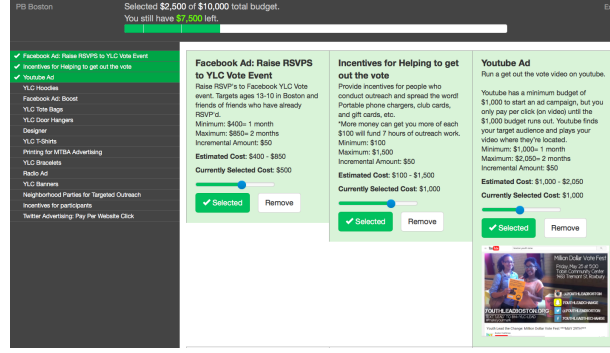 PB Boston
Selected $2,500 of $10,000 total budget.
You still have $7,500 left.
Facebook Ad: Raise RSVPS to YLC Vote Event
Incentives for Helping to get out the vote
Youtube Ad
YLC Hoodies
Facebook Ad: Boost
YLC Tote Bags
YLC Door Hangers
Designer
YLC T-Shirts
Printing for MTBA Advertising
YLC Bracelets
Radio Ad
YLC Banners
Neighborhood Parties for Targeted Outreach
Incentives for participants
Twitter Advertising: Pay Per Website Click
Facebook Ad: Raise RSVPS
to YLC Vote Event
Raise RSVP's to Facebook YLC Vote
event. Targets ages 13-10 in Boston and
friends of friends who have already
RSVP'd.
Minimum: $400= 1 month
Maximum: $850= 2 months
Incremental Amount: $50
Estimated Cost: $400 - $850
Currently Selected Cost: $500
Selected
Remove
Incentives for Helping to get
out the vote
Provide incentives for people who
conduct outreach and spread the word!
Portable phone chargers, club cards,
and gift cards, etc.
*More money can get you more of each
$100 will fund 7 hours of outreach work.
Minimum: $100
Maximum: $1,500
Incremental Amount: $50
Estimated Cost: $100 - $1,500
Currently Selected Cost: $1,000
Selected
Remove
Youtube Ad
Run a get out the vote video on youtube.
Youtube has a minimum budget of
$1,000 to start an ad campaign, but you
only pay per click (on video) until the
$1,000 budget runs out. Youtube finds
your target audience and plays your
video where they're located.
Minimum: $1,000= 1 month
Maximum: $2,050= 2 months
Incremental Amount: $50
Estimated Cost: $1,000 - $2,050
Currently Selected Cost: $1,000
Selected
Remove
Million Dollar Vote Fest
YOUTHLEADBOSTON.ORG